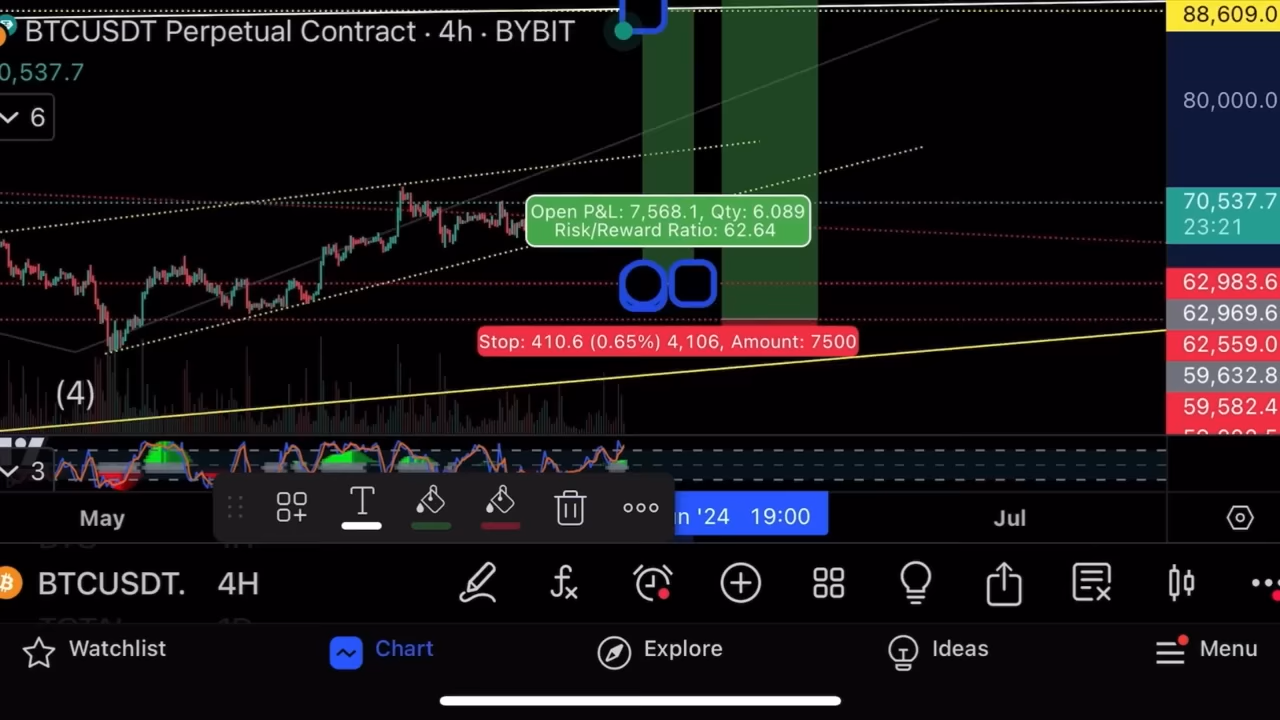 BTCUSDT Perpetual Contract · 4h · BYBIT
88,609.0
0,537.7
80,000.0
6
70,537.7
23:21
Open P&L: 7,568.1, Qty: 6.089
Risk/Reward Ratio: 62.64
62,983.6
62,969.6
Stop: 410.6 (0.65%) 4,106, Amount: 7500
62,559.0
59,632.8
59,582.4
(4)
3
T
May
un '24 19:00
Jul
BTCUSDT. 4H
Watchlist
Chart
Explore
Ideas
Menu